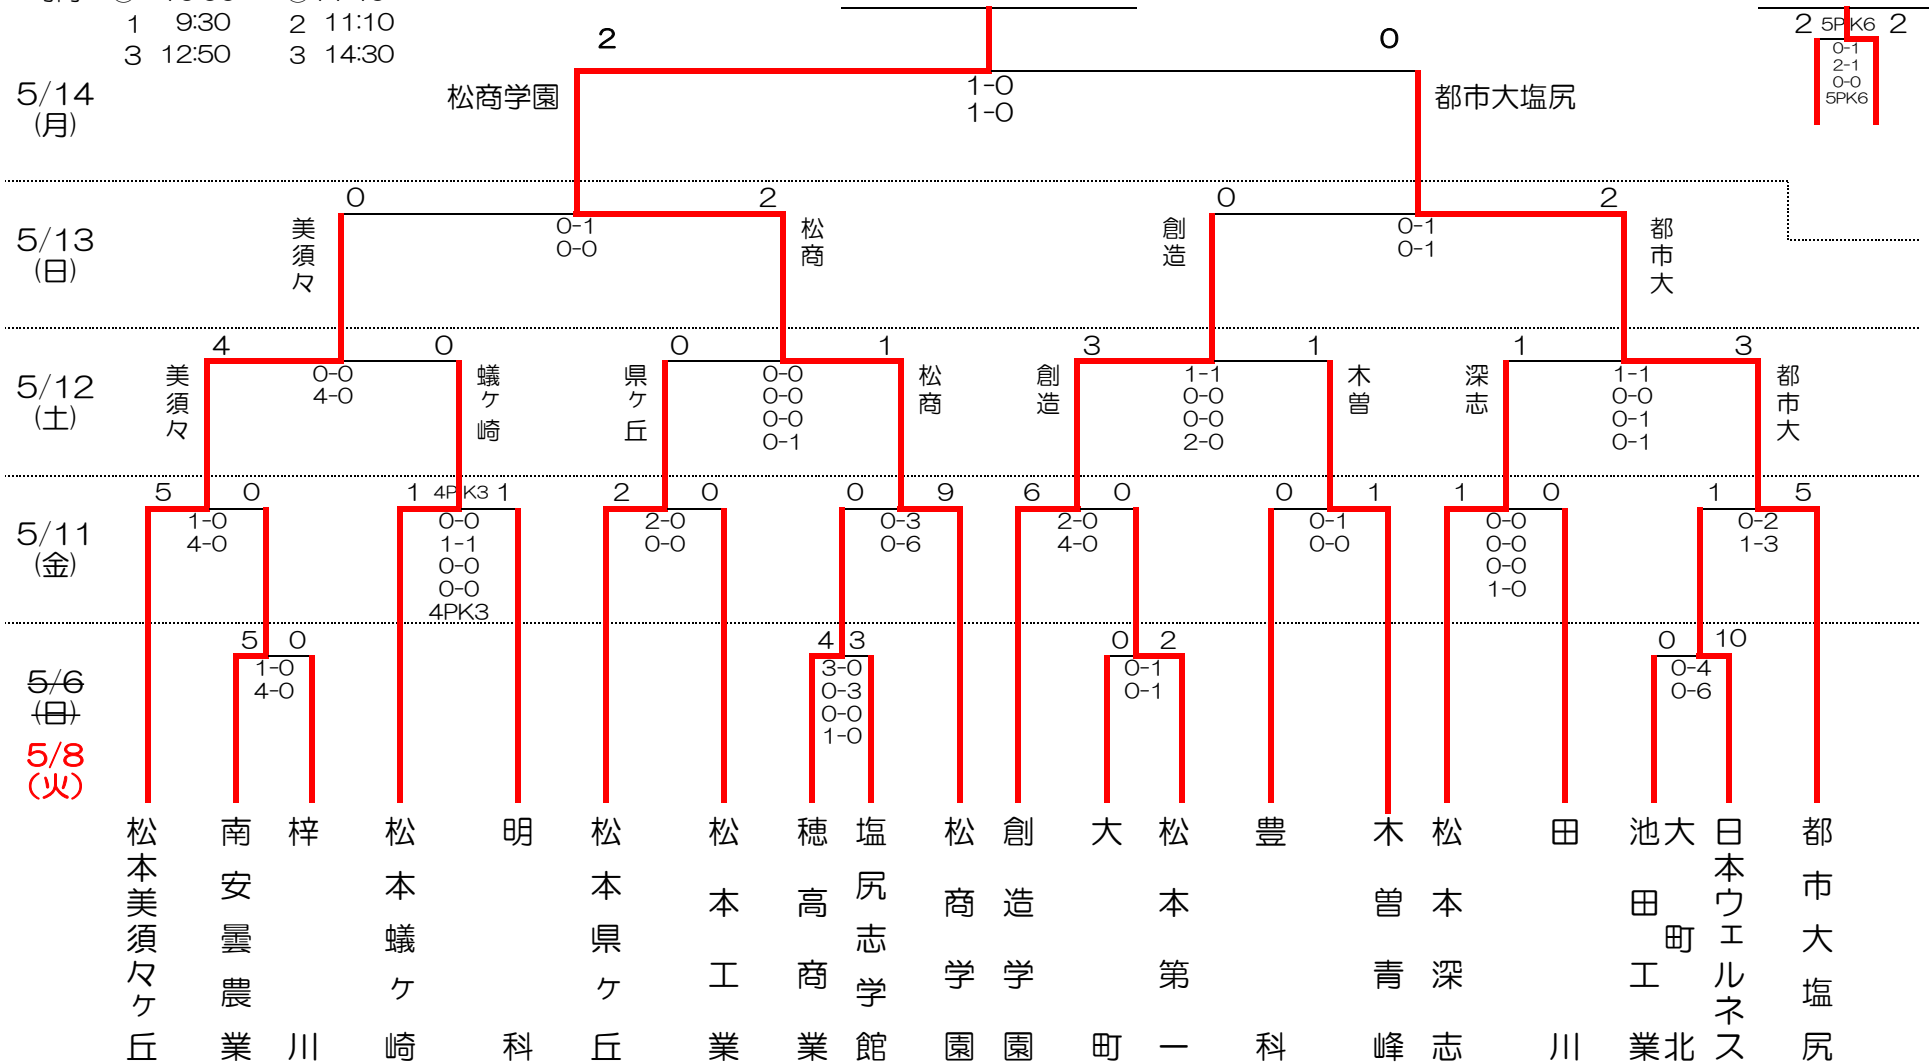 1 9:30 2 11:10
3 12:50 3 14:30
2 0
2 5PK6 2
0-1
2-1
0-0
5PK6
5/14
(月)
松商学園
1-0
1-0
都市大塩尻
0 2 0 2
5/13
(日)
美須々
0-1
0-0
松商
創造
0-1
0-1
都市大
4 0 0 1 3 1 1 3
5/12
(土)
美須々
0-0
4-0
蟻ヶ崎
県ヶ丘
0-0
0-0
0-0
0-1
松商
創造
1-1
0-0
0-0
2-0
木曽
深志
1-1
0-0
0-1
0-1
都市大
5 0 1 4PK3 1 2 0 0 9 6 0 0 1 1 0 1 5
5/11
(金)
1-0
4-0
0-0
1-1
0-0
0-0
4PK3
2-0
0-0
0-3
0-6
2-0
4-0
0-1
0-0
0-0
0-0
0-0
1-0
0-2
1-3
5 0 4 3 0 2 0 10
5/6
(日)
5/8
(火)
1-0
4-0
3-0
0-3
0-0
1-0
0-1
0-1
0-4
0-6
松本美須々ヶ丘
南安曇農業
梓川
松本蟻ヶ崎
明科
松本県ヶ丘
松本工業
穂高商業
塩尻志学館
松商学園
創造学園
大町
松本第一
豊科
木曽青峰
松本深志
田川
池田工業
大町北
日本ウェルネス
都市大塩尻